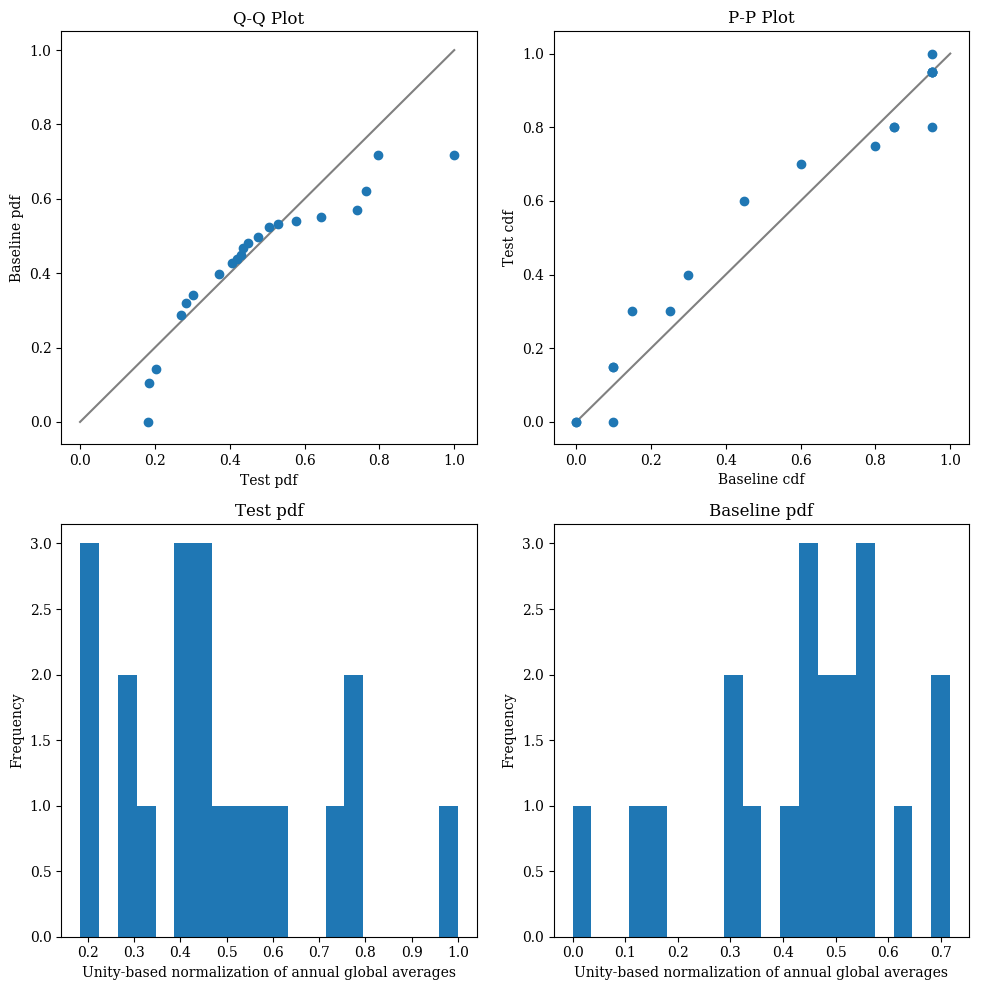 Q-Q Plot
Baseline pdf
1.0
0.8
0.6
0.4
0.2
0.0
0.0 0.2 0.4 0.6 0.8 1.0
Test pdf
P-P Plot
Test cdf
1.0
0.8
0.6
0.4
0.2
0.0
0.0 0.2 0.4 0.6 0.8 1.0
Baseline cdf
Test pdf
Frequency
3.0
2.5
2.0
1.5
1.0
0.5
0.0
0.2 0.3 0.4 0.5 0.6 0.7 0.8 0.9 1.0
Unity-based normalization of annual global averages
Baseline pdf
Frequency
3.0
2.5
2.0
1.5
1.0
0.5
0.0
0.0 0.1 0.2 0.3 0.4 0.5 0.6 0.7
Unity-based normalization of annual global averages